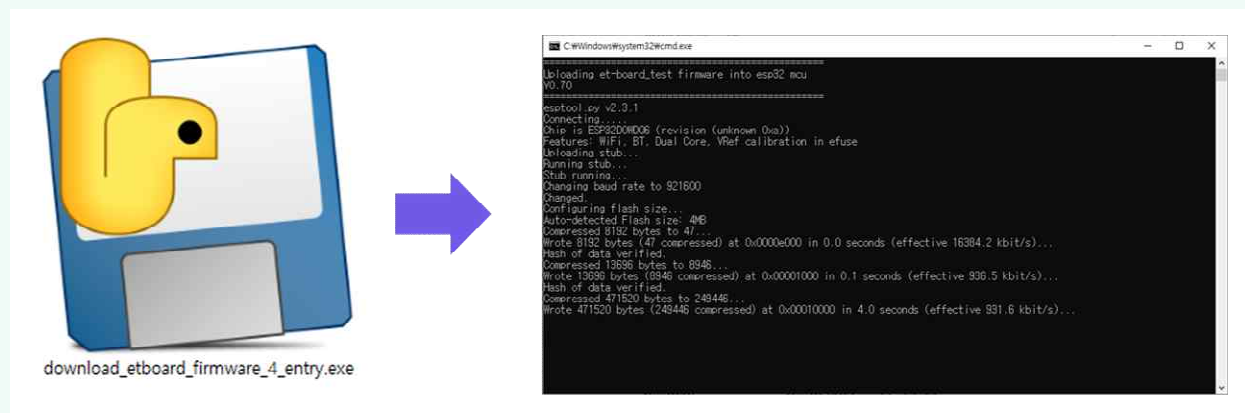 download_etboard_firmware_4_entry.exe
C:₩Windows₩system32₩cmd.exe
==================================================
Uploading et-board_test firmware into esp32 mcu
V0.70
==================================================
esptool.py v2.3.1
Connecting.....
Chip is ESP32D0WDQ6 (revision (unknown 0xa))
Features: WiFi, BT, Dual Core, VRef calibration in efuse
Uploading stub...
Running stub...
Stub running...
Changing baud rate to 921600
Changed.
Configuring flash size...
Auto-detected Flash size: 4MB
Compressed 8192 bytes to 47...
Wrote 8192 bytes (47 compressed) at 0x0000e000 in 0.0 seconds (effective 16384.2 kbit/s)...
Hash of data verified.
Compressed 13696 bytes to 8946...
Wrote 13696 bytes (8946 compressed) at 0x00001000 in 0.1 seconds (effective 936.5 kbit/s)...
Hash of data verified.
Compressed 471520 bytes to 249446...
Wrote 471520 bytes (249446 compressed) at 0x00010000 in 4.0 seconds (effective 931.6 kbit/s)...